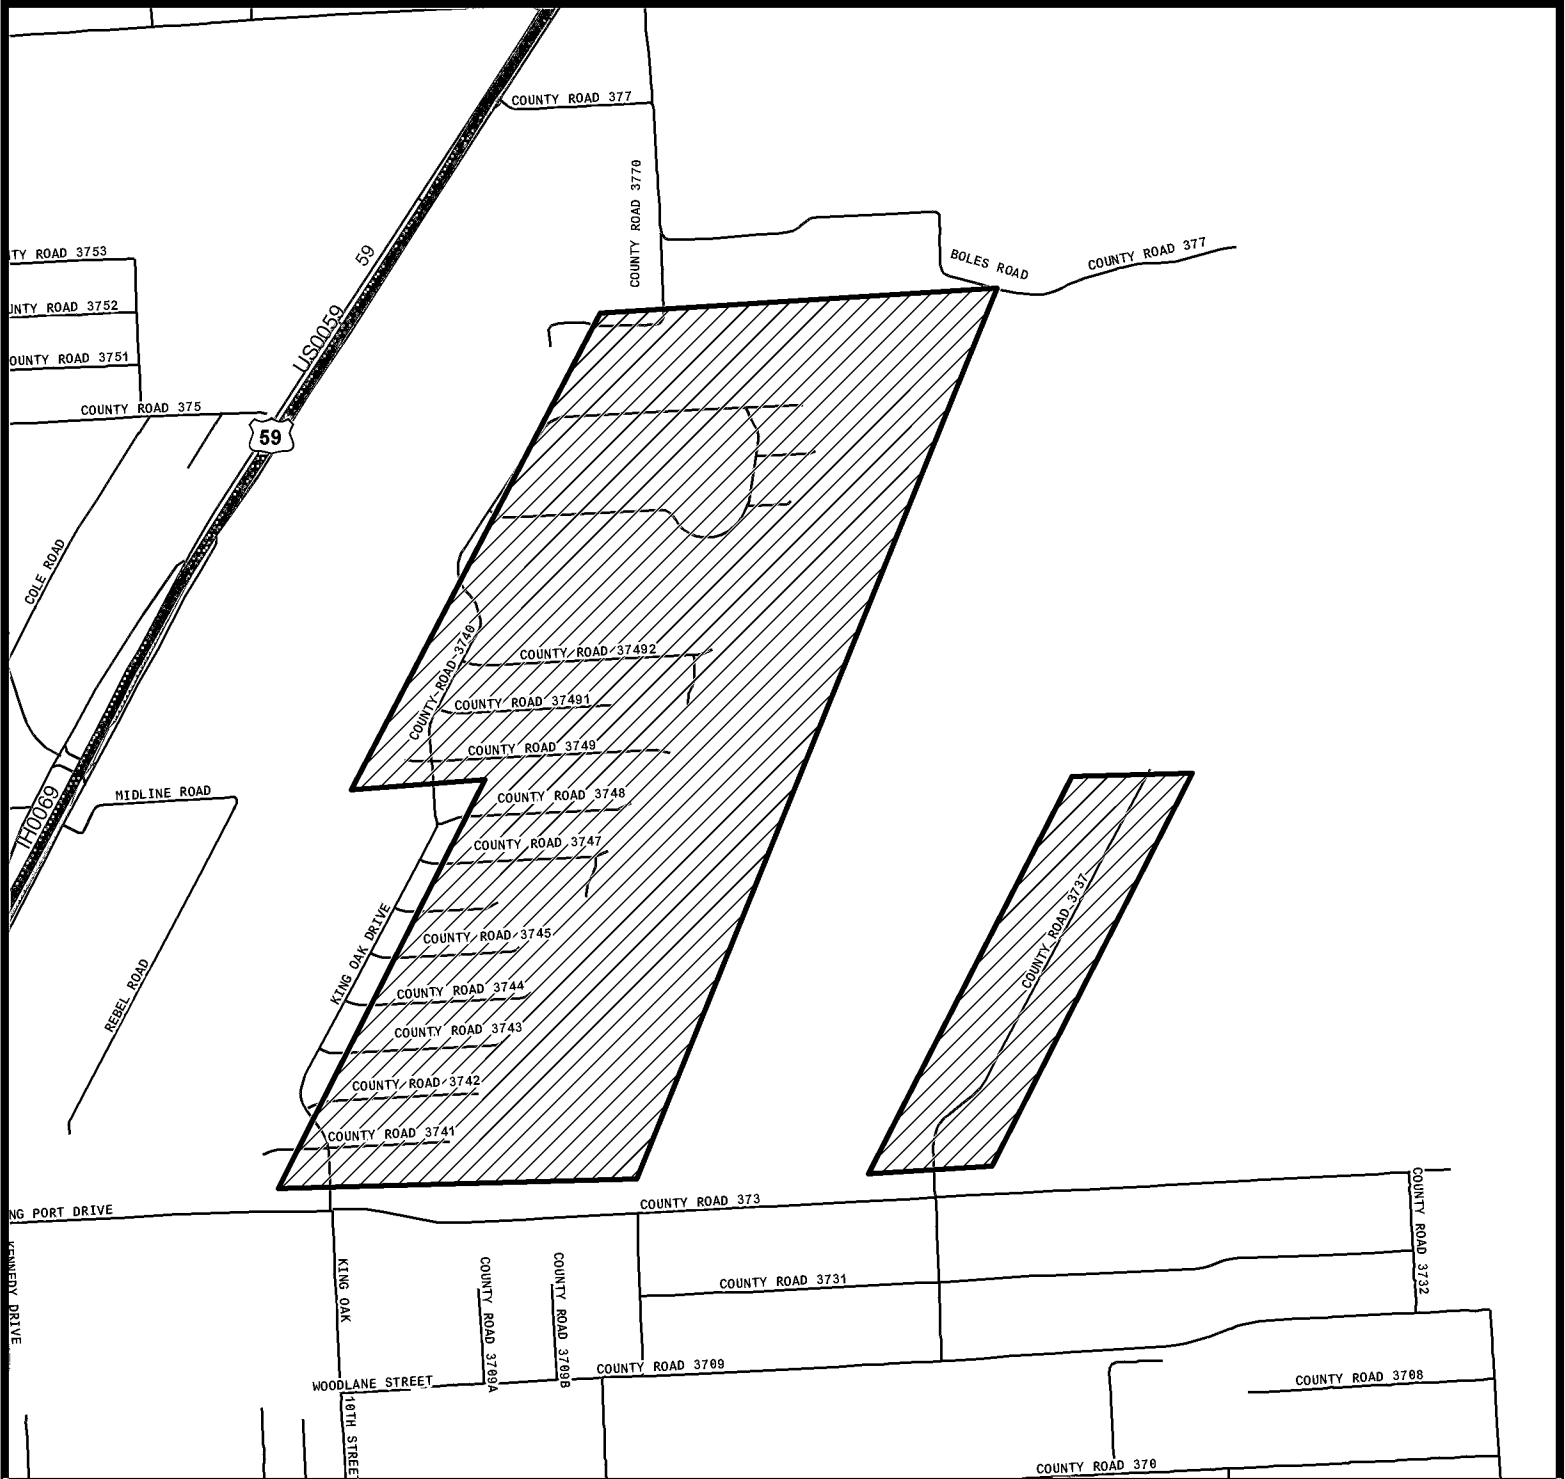 COUNTY ROAD 377
COUNTY ROAD 3770
59
US0059
BOLES ROAD
COUNTY ROAD 377
TY ROAD 3753
NTY ROAD 3752
OUNTY ROAD 3751
COUNTY ROAD 375
59
COLE ROAD
COUNTY ROAD 3740
COUNTY ROAD 37492
COUNTY ROAD 37491
COUNTY ROAD 3749
IH0069
MIDLINE ROAD
COUNTY ROAD 3748
COUNTY ROAD 3747
COUNTY ROAD 3737
KING OAK DRIVE
COUNTY ROAD 3745
REBEL ROAD
COUNTY ROAD 3744
COUNTY ROAD 3743
COUNTY ROAD 3742
COUNTY ROAD 3741
NG PORT DRIVE
COUNTY ROAD 373
COUNTY ROAD 3732
KENNEDY DRIVE
KING OAK
COUNTY ROAD 3709A
COUNTY ROAD 3709B
COUNTY ROAD 3731
WOODLANE STREET
COUNTY ROAD 3709
COUNTY ROAD 3708
10TH STREE
COUNTY ROAD 370